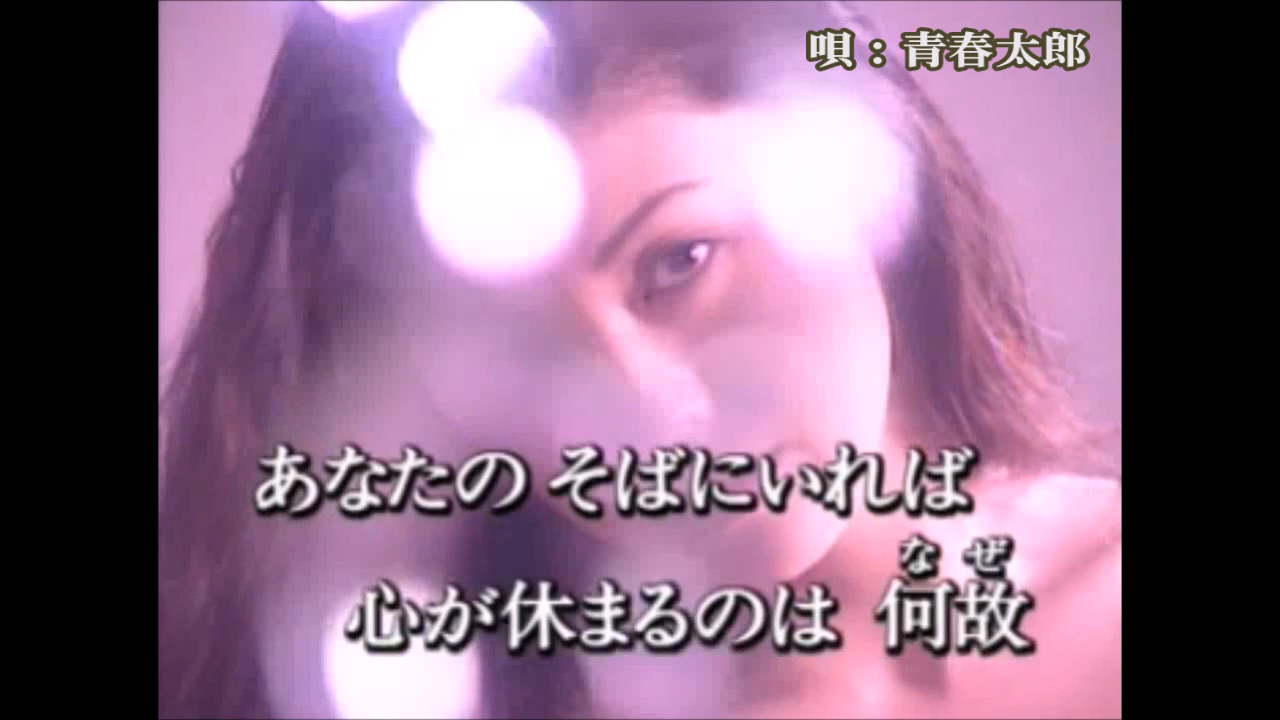 唄：青春太郎
あなたの そばにいれば
なぜ
心が休まるのは 何故